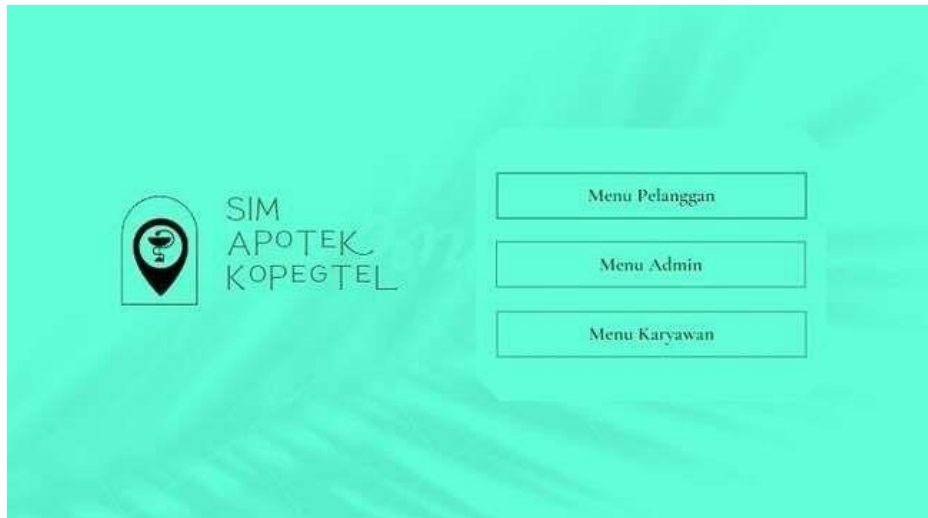 SIM
APOTEK
KOPEGTEL
Menu Pelanggan
Menu Admin
Menu Karyawan